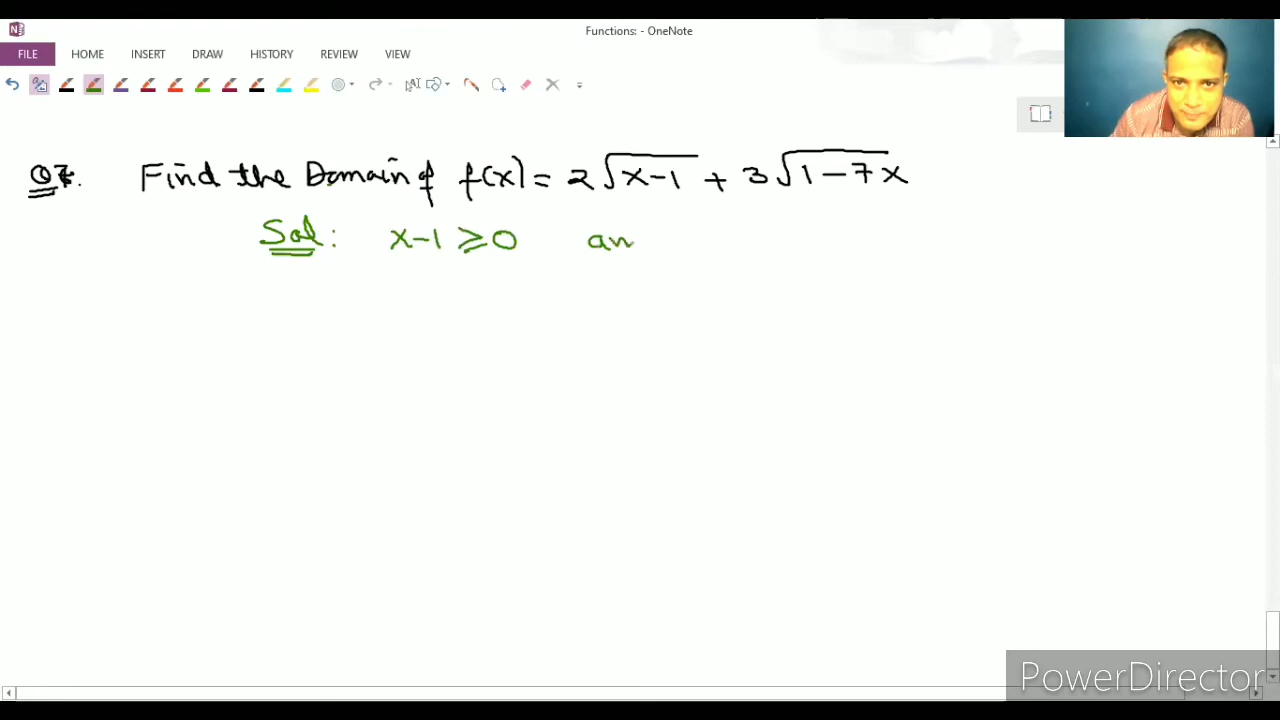 Functions: - OneNote
FILE HOME INSERT DRAW HISTORY REVIEW VIEW
Q7. Find the Domain of f(x) = 2√(x-1) + 3√(1-7x)
Sol: x-1 ≥ 0 an
PowerDirector